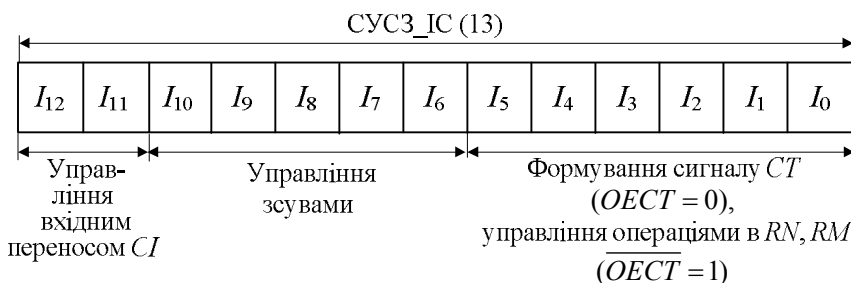 СУСЗ_ІС (13)
I12 I11 I10 I9 I8 I7 I6 I5 I4 I3 I2 I1 I0
Управ-
ління
вхідним
переносом CI
Управління
зсувами
Формування сигналу CT
(OECT = 0),
управління операціями в RN, RM
(O̅E̅C̅T̅ = 1)